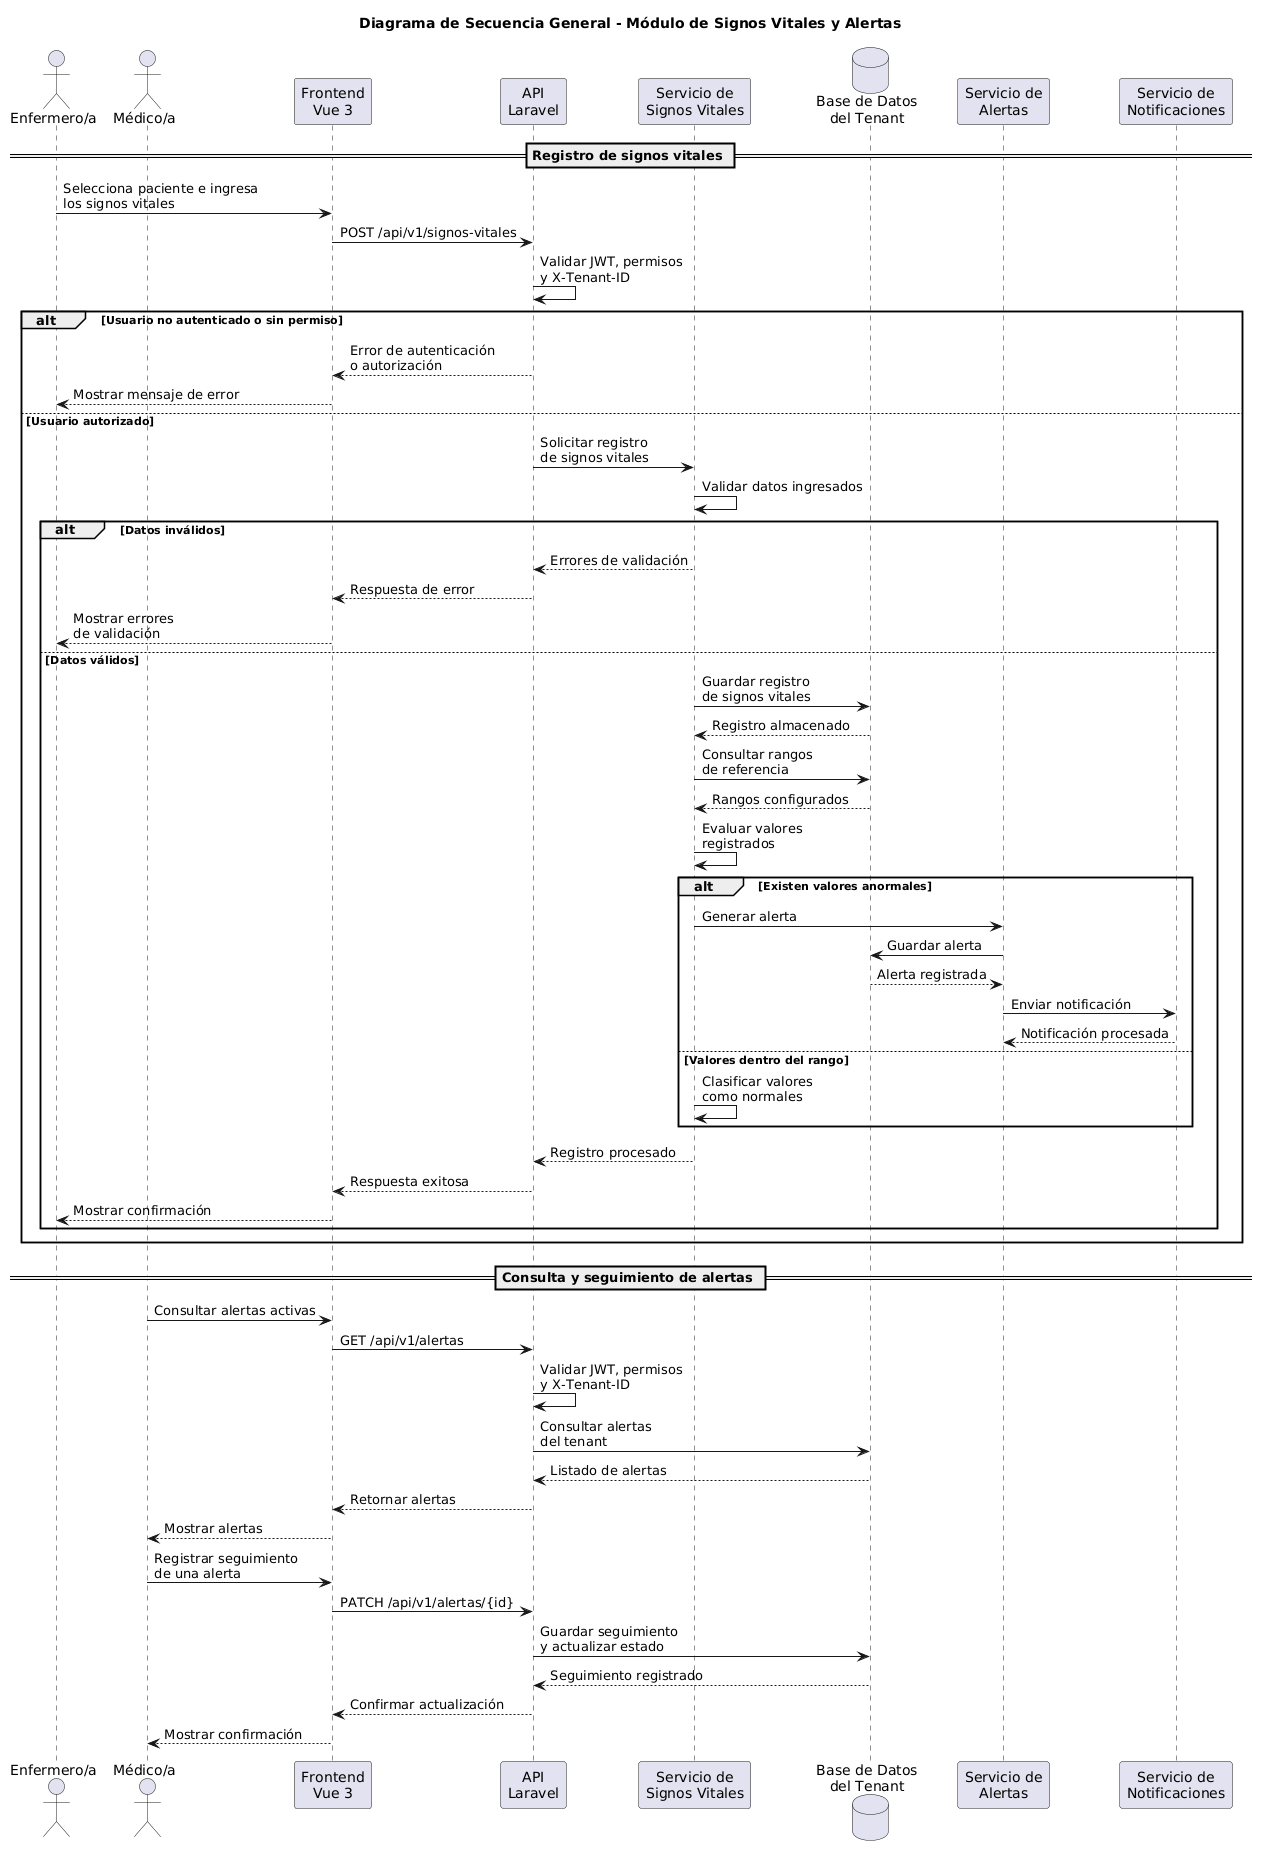 Diagrama de Secuencia General - Módulo de Signos Vitales y Alertas
Enfermero/a
Médico/a
Frontend
Vue 3
API
Laravel
Servicio de
Signos Vitales
Base de Datos
del Tenant
Servicio de
Alertas
Servicio de
Notificaciones
Registro de signos vitales
Selecciona paciente e ingresa
los signos vitales
POST /api/v1/signos-vitales
Validar JWT, permisos
y X-Tenant-ID
alt [Usuario no autenticado o sin permiso]
Error de autenticación
o autorización
Mostrar mensaje de error
[Usuario autorizado]
Solicitar registro
de signos vitales
Validar datos ingresados
alt [Datos inválidos]
Errores de validación
Respuesta de error
Mostrar errores
de validación
[Datos válidos]
Guardar registro
de signos vitales
Registro almacenado
Consultar rangos
de referencia
Rangos configurados
Evaluar valores
registrados
alt [Existen valores anormales]
Generar alerta
Guardar alerta
Alerta registrada
Enviar notificación
Notificación procesada
[Valores dentro del rango]
Clasificar valores
como normales
Registro procesado
Respuesta exitosa
Mostrar confirmación
Consulta y seguimiento de alertas
Consultar alertas activas
GET /api/v1/alertas
Validar JWT, permisos
y X-Tenant-ID
Consultar alertas
del tenant
Listado de alertas
Retornar alertas
Mostrar alertas
Registrar seguimiento
de una alerta
PATCH /api/v1/alertas/{id}
Guardar seguimiento
y actualizar estado
Seguimiento registrado
Confirmar actualización
Mostrar confirmación
Enfermero/a
Médico/a
Frontend
Vue 3
API
Laravel
Servicio de
Signos Vitales
Base de Datos
del Tenant
Servicio de
Alertas
Servicio de
Notificaciones